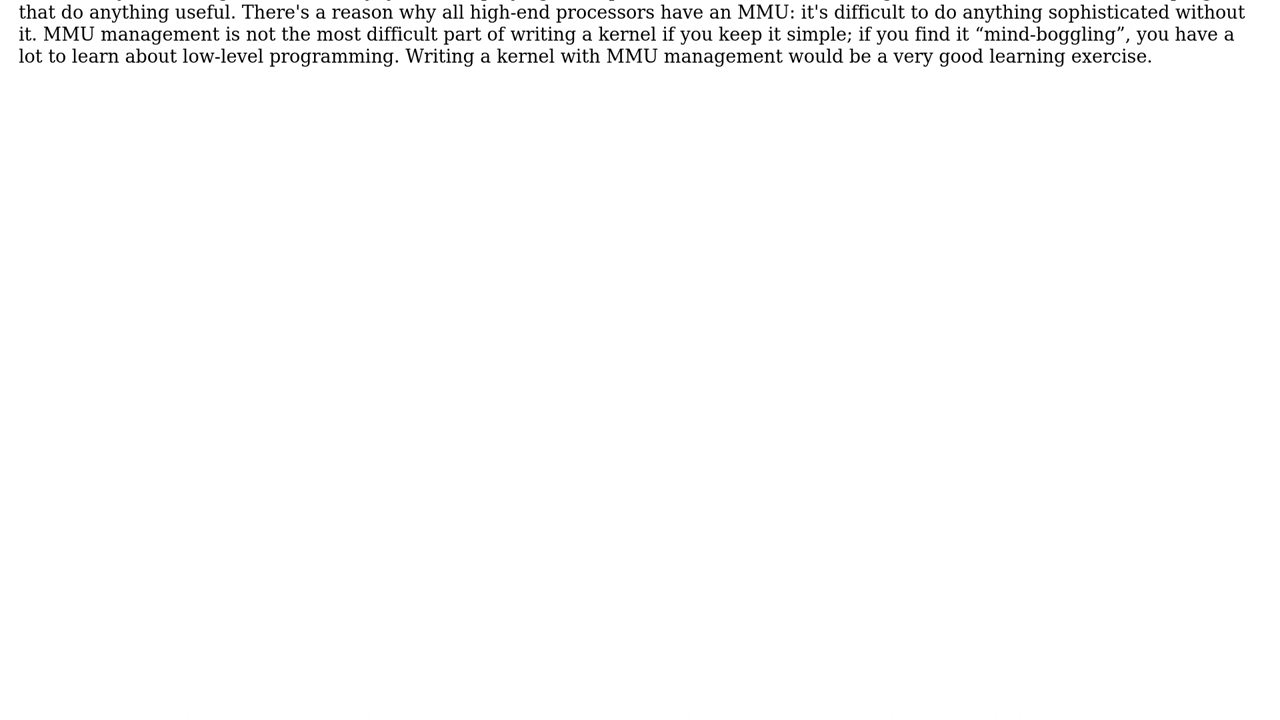 that do anything useful. There's a reason why all high-end processors have an MMU: it's difficult to do anything sophisticated without
it. MMU management is not the most difficult part of writing a kernel if you keep it simple; if you find it “mind-boggling”, you have a
lot to learn about low-level programming. Writing a kernel with MMU management would be a very good learning exercise.